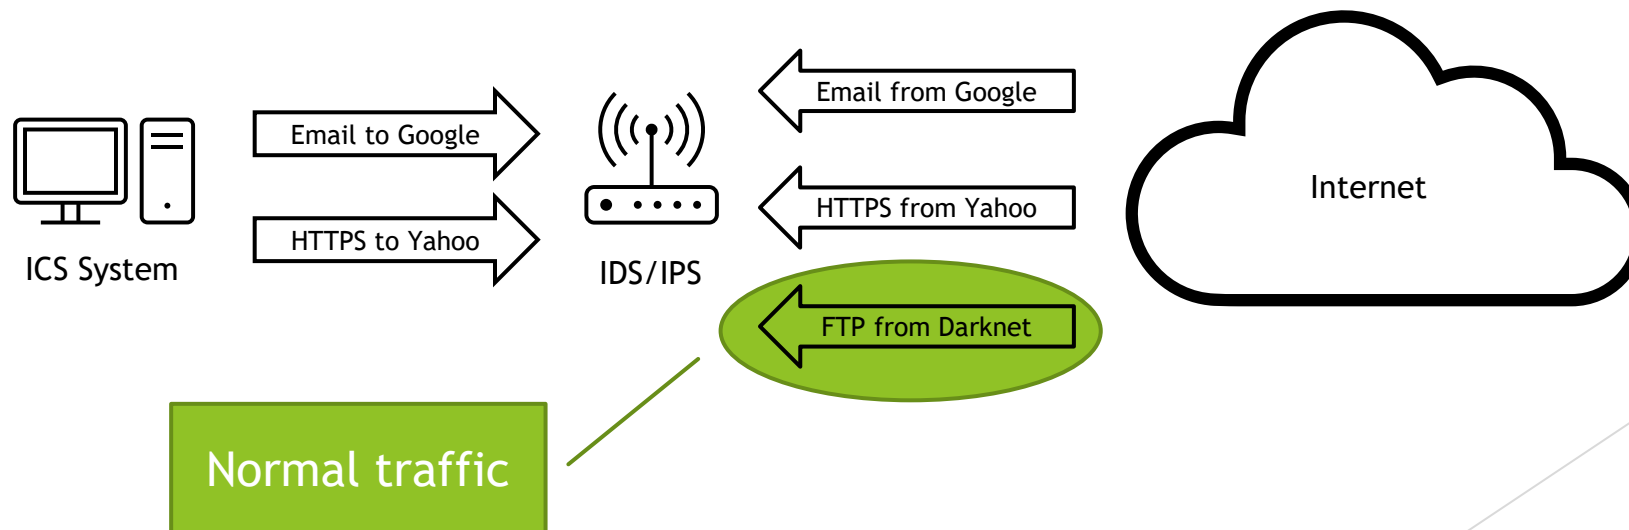 Email to Google
HTTPS to Yahoo
ICS System
IDS/IPS
Email from Google
HTTPS from Yahoo
FTP from Darknet
Internet
Normal traffic